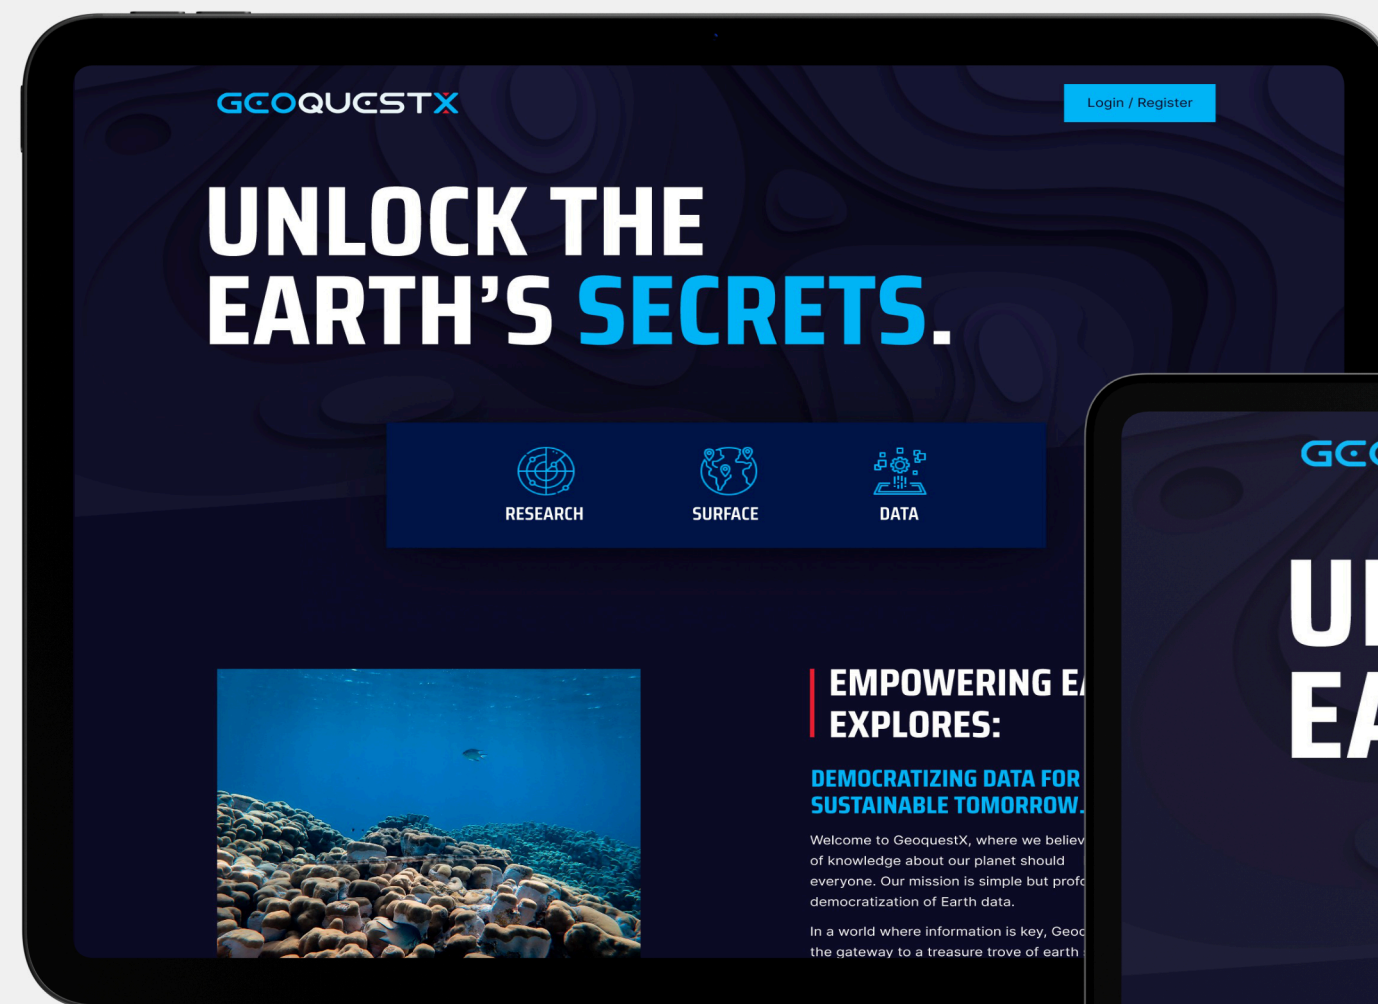 GEOQUESTX
Login / Register
UNLOCK THE
EARTH’S SECRETS.
RESEARCH
SURFACE
DATA
EMPOWERING
EXPLORES:
DEMOCRATIZING DATA FOR
SUSTAINABLE TOMORROW.
Welcome to GeoquestX, where we
of knowledge about our planet should
everyone. Our mission is simple but
democratization of Earth data.
In a world where information is key,
the gateway to a treasure trove of earth